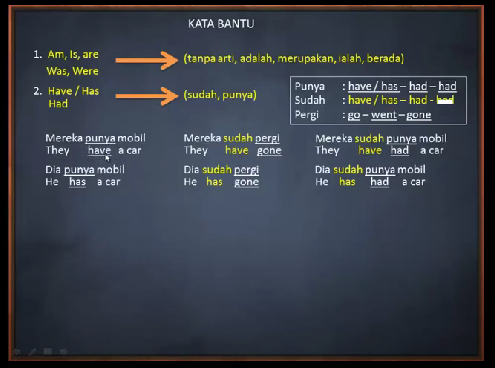 KATA BANTU
1. Am, Is, are
Was, Were
(tanpa arti, adalah, merupakan, ialah, berada)
2. Have / Has
Had
(sudah, punya)
Punya : have / has – had – had
Sudah : have / has – had - had
Pergi : go – went – gone
Mereka punya mobil
They have a car
Dia punya mobil
He has a car
Mereka sudah pergi
They have gone
Dia sudah pergi
He has gone
Mereka sudah punya mobil
They have had a car
Dia sudah punya mobil
He has had a car